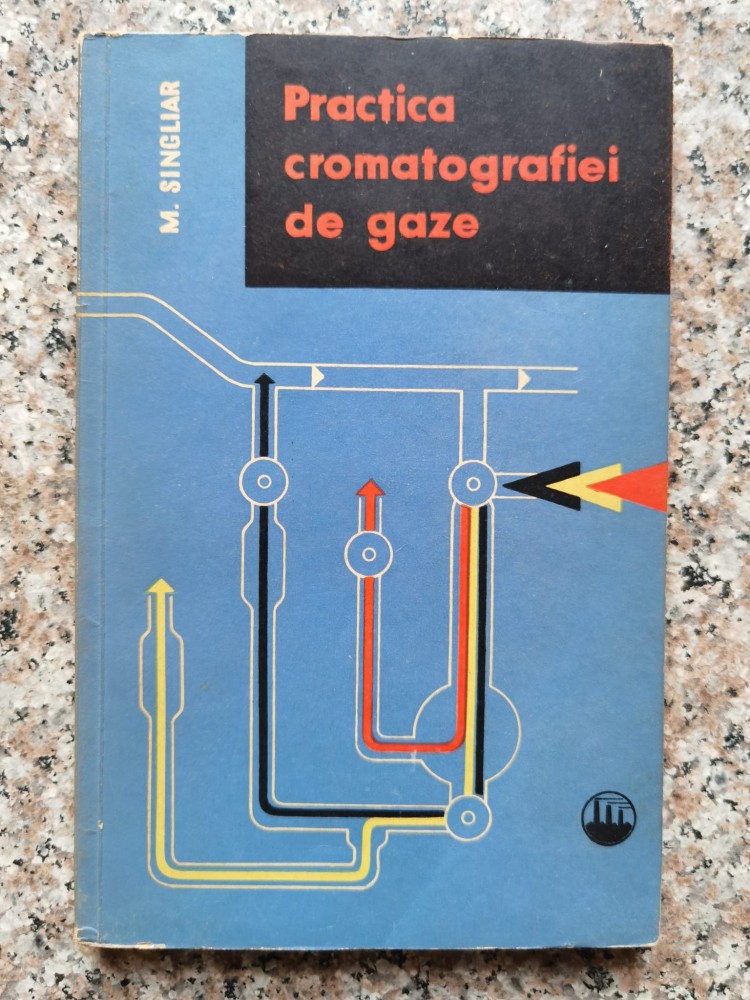 M. SINGLIAR
Practica
cromatografiei
de gaze